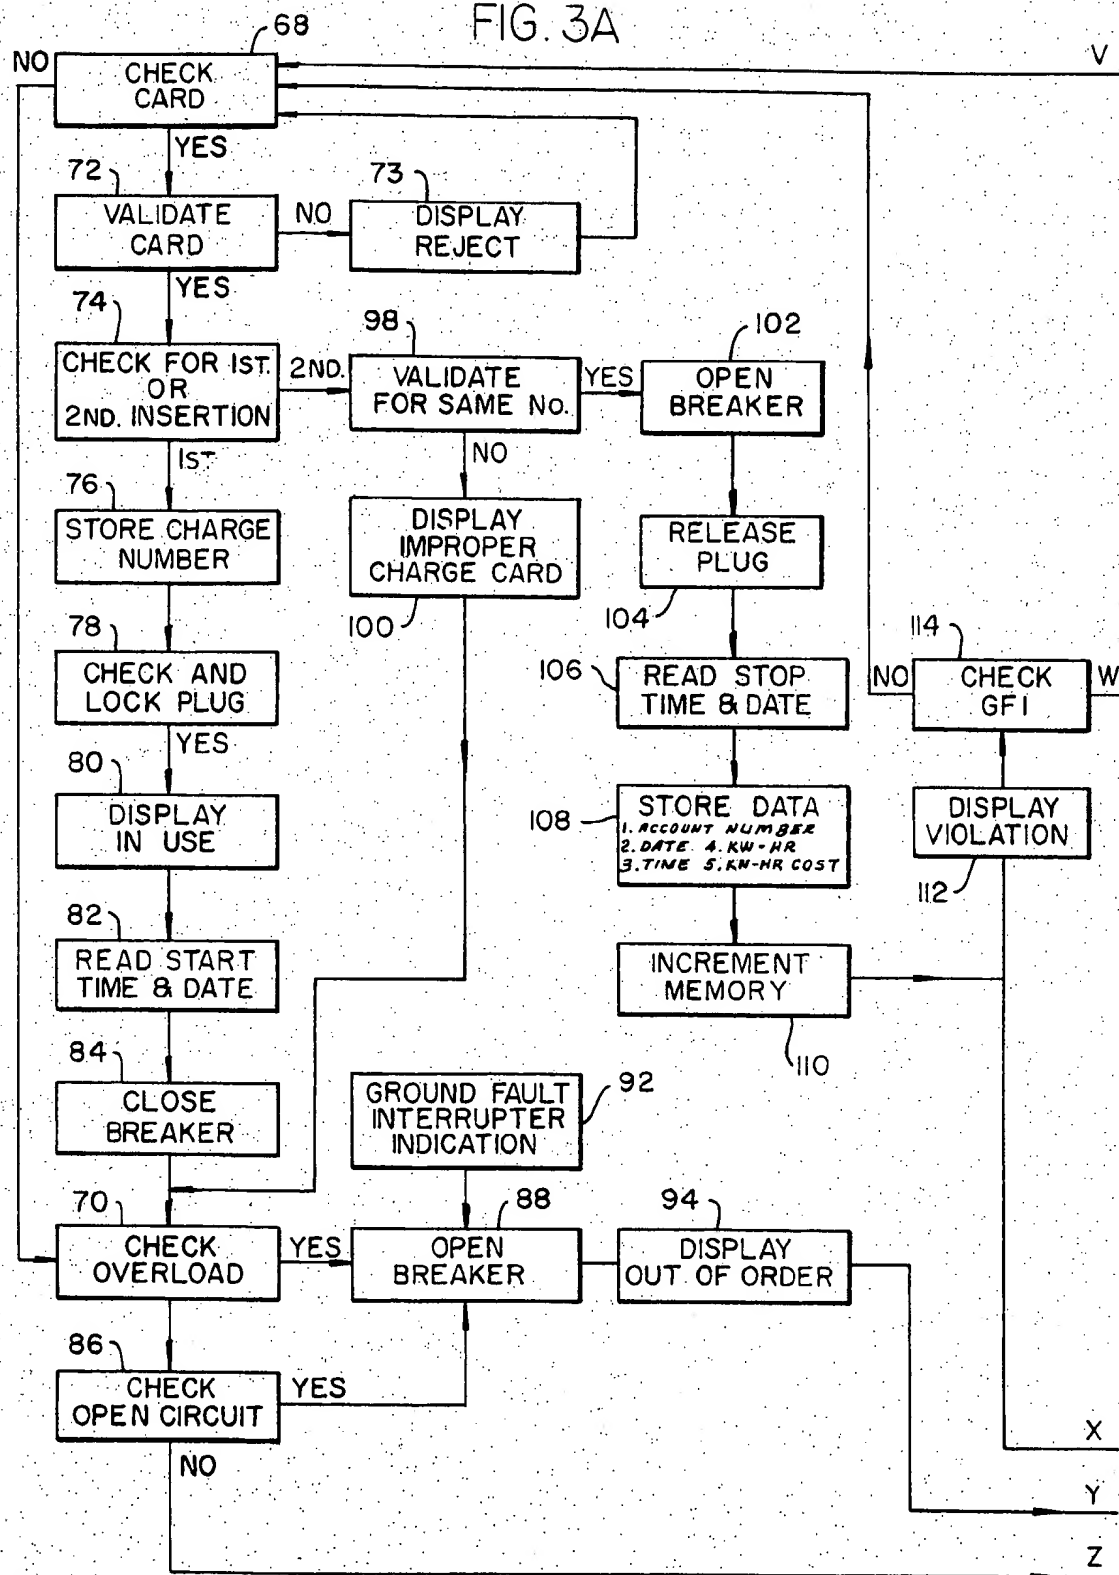 FIG. 3A
68
V
NO
CHECK
CARD
YES
72
VALIDATE
CARD
NO
73
DISPLAY
REJECT
YES
74
CHECK FOR 1ST.
OR
2ND. INSERTION
2ND.
98
VALIDATE
FOR SAME NO.
YES
102
OPEN
BREAKER
1ST
NO
76
STORE CHARGE
NUMBER
DISPLAY
IMPROPER
CHARGE CARD
100
RELEASE
PLUG
104
78
CHECK AND
LOCK PLUG
YES
106
READ STOP
TIME & DATE
114
NO
CHECK
GFI
W
80
DISPLAY
IN USE
108
STORE DATA
1. ACCOUNT NUMBER
2. DATE 4. KW-HR
3. TIME 5. KW-HR COST
DISPLAY
VIOLATION
112
82
READ START
TIME & DATE
INCREMENT
MEMORY
110
84
CLOSE
BREAKER
GROUND FAULT
INTERRUPTER
INDICATION
92
70
CHECK
OVERLOAD
YES
88
OPEN
BREAKER
94
DISPLAY
OUT OF ORDER
86
CHECK
OPEN CIRCUIT
YES
NO
X
Y
Z